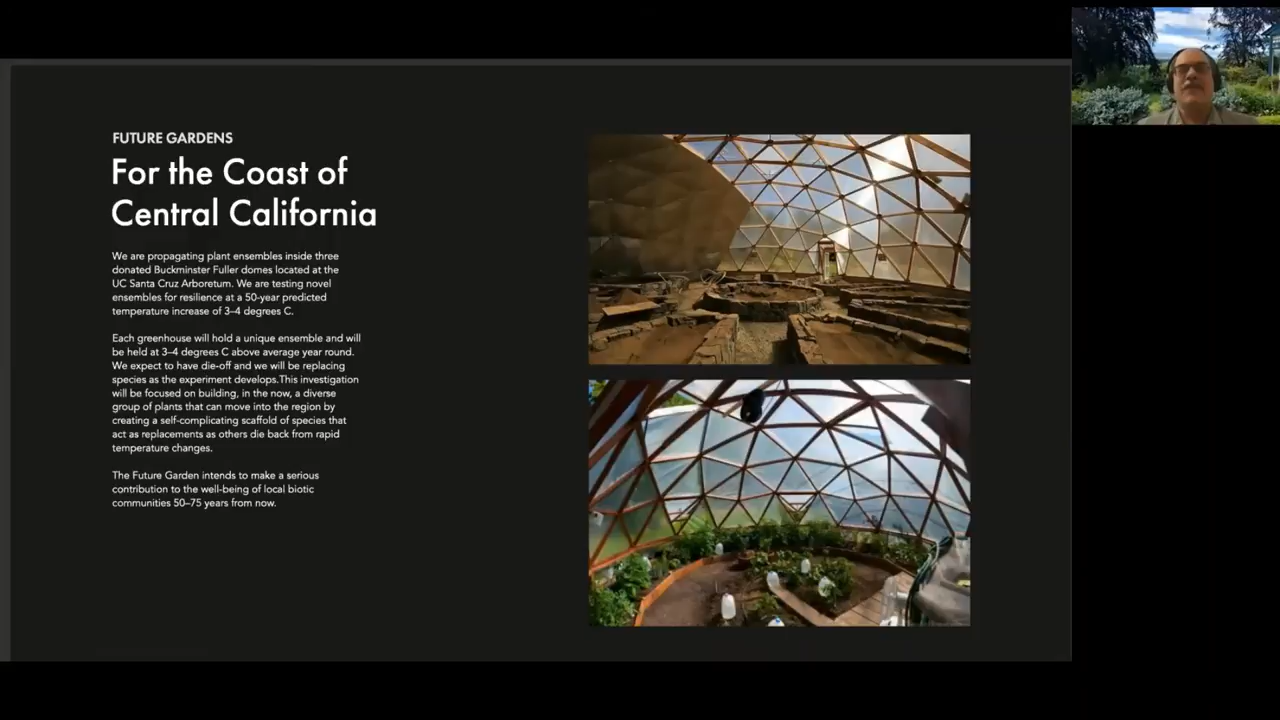 FUTURE GARDENS
For the Coast of
Central California
We are propagating plant ensembles inside three
donated Buckminster Fuller domes located at the
UC Santa Cruz Arboretum. We are testing novel
ensembles for resilience at a 50-year predicted
temperature increase of 3–4 degrees C.
Each greenhouse will hold a unique ensemble and will
be held at 3–4 degrees C above average year round.
We expect to have die-off and we will be replacing
species as the experiment develops.This investigation
will be focused on building, in the now, a diverse
group of plants that can move into the region by
creating a self-complicating scaffold of species that
act as replacements as others die back from rapid
temperature changes.
The Future Garden intends to make a serious
contribution to the well-being of local biotic
communities 50–75 years from now.